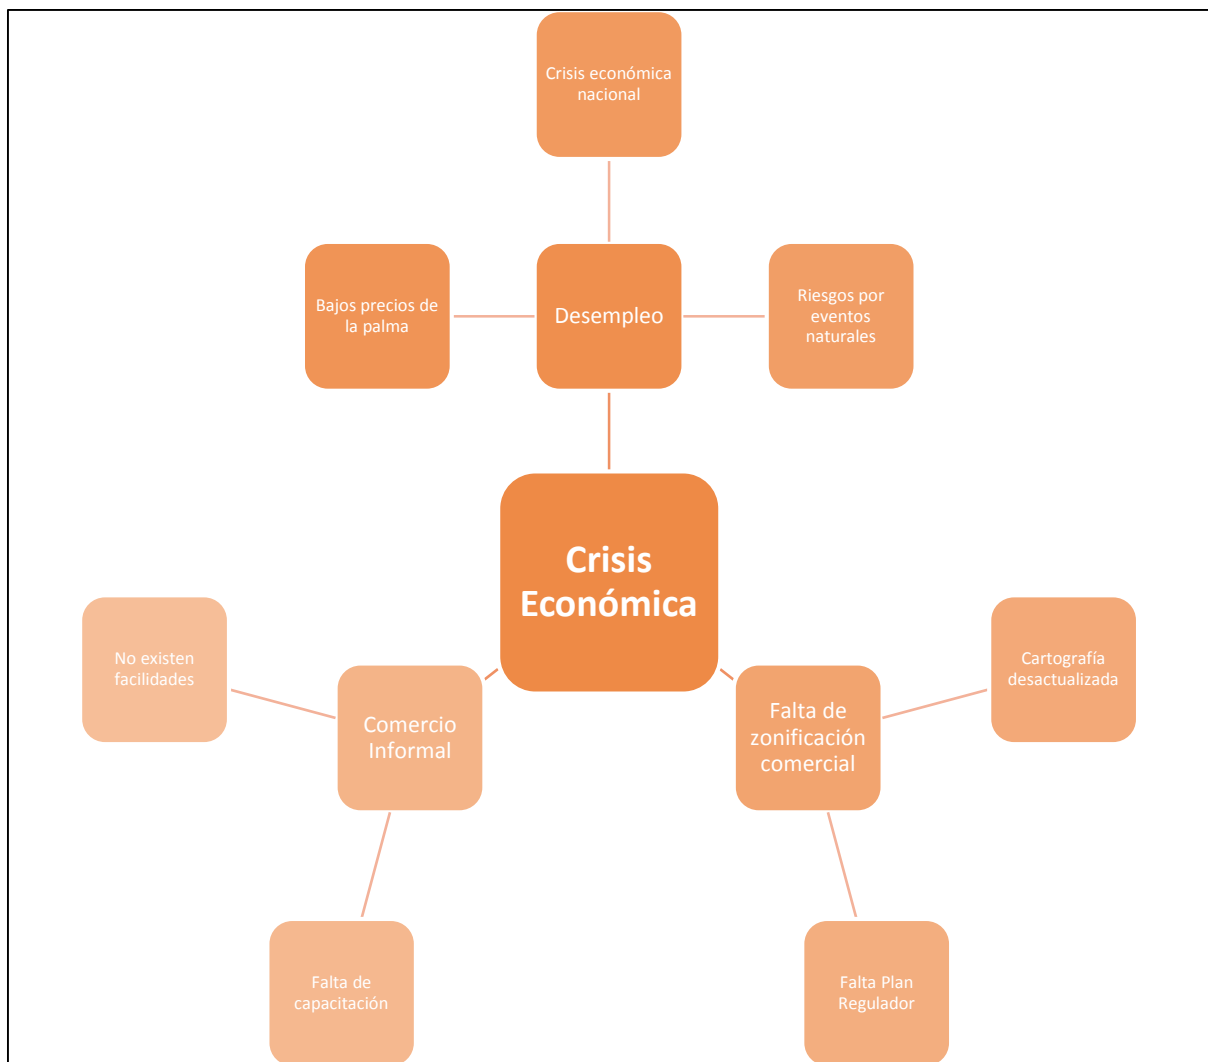 Crisis económica
nacional
Bajos precios de
la palma
Desempleo
Riesgos por
eventos
naturales
Crisis
Económica
No existen
facilidades
Comercio
Informal
Falta de
zonificación
comercial
Cartografía
desactualizada
Falta de
capacitación
Falta Plan
Regulador